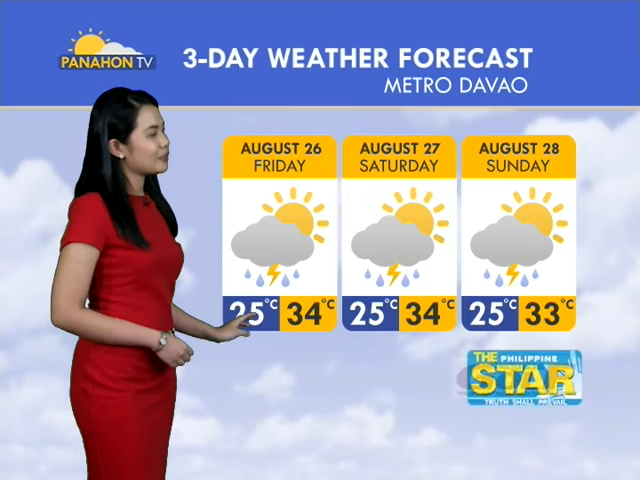 PANAHON TV
3-DAY WEATHER FORECAST
METRO DAVAO
AUGUST 26
FRIDAY
AUGUST 27
SATURDAY
AUGUST 28
SUNDAY
25°C 34°C
25°C 34°C
25°C 33°C
THE PHILIPPINE
STAR
TRUTH SHALL PREVAIL